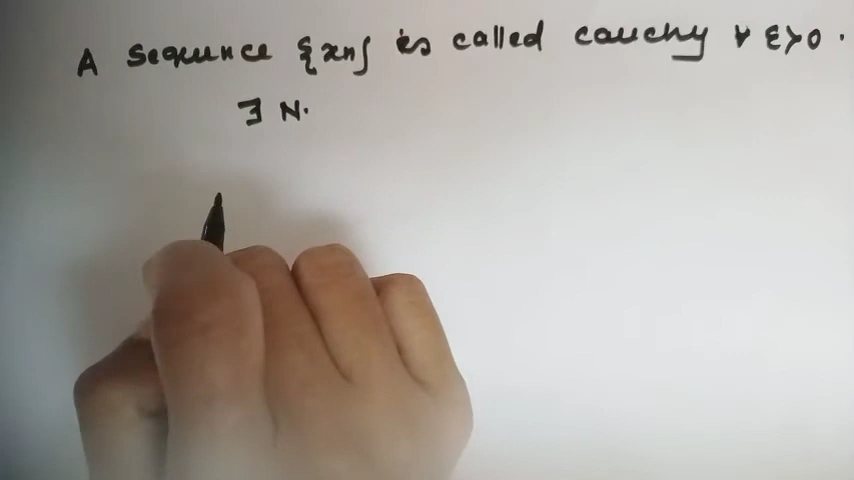 A sequence {xn} is called cauchy ∀ ε>0.
∃ N.